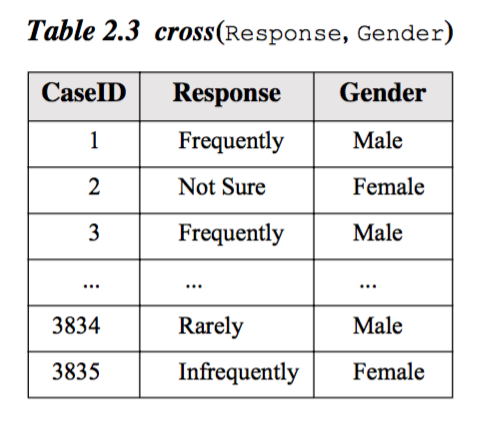 Table 2.3 cross(Response, Gender)
CaseID Response Gender
1 Frequently Male
2 Not Sure Female
3 Frequently Male
... ... ...
3834 Rarely Male
3835 Infrequently Female